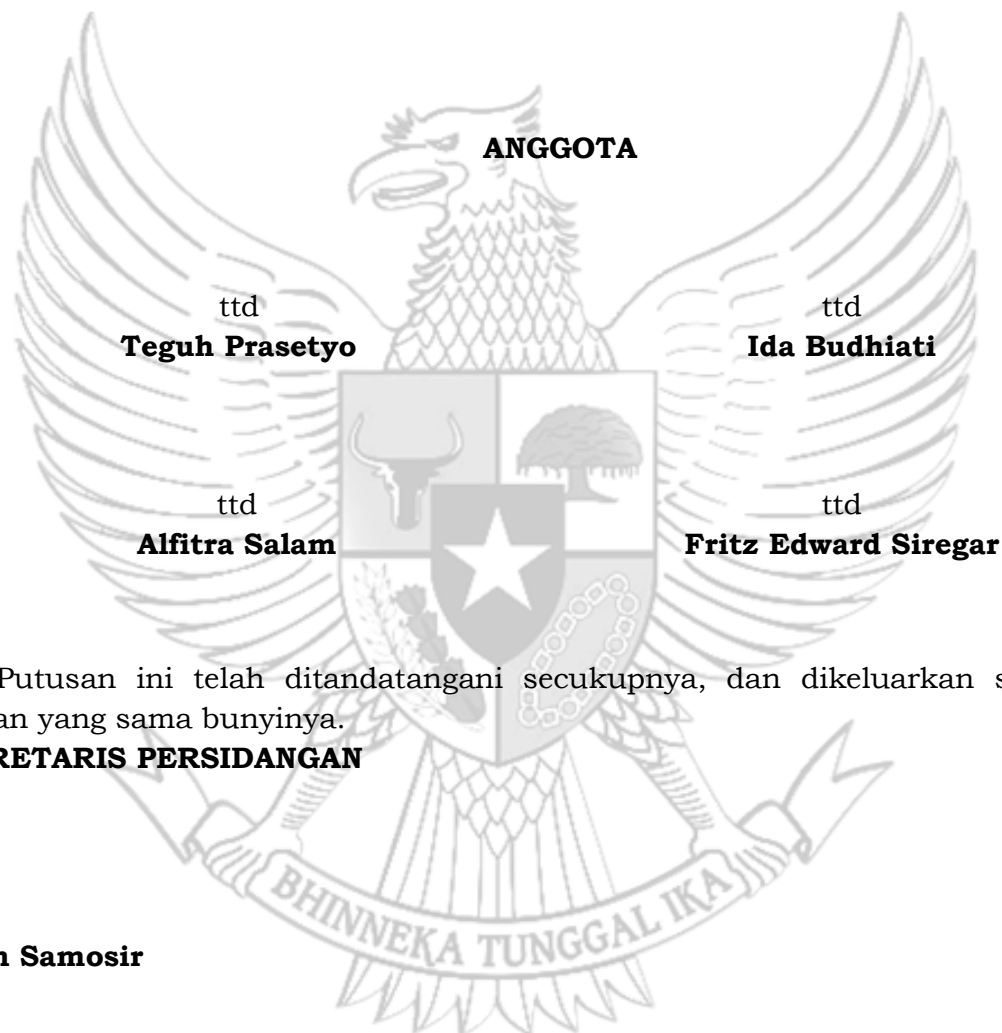 ANGGOTA
ttd ttd
Teguh Prasetyo Ida Budhiati
ttd ttd
Alfitra Salam Fritz Edward Siregar
Putusan ini telah ditandatangani secukupnya, dan dikeluarkan s
an yang sama bunyinya.
RETARIS PERSIDANGAN
BHINNEKA TUNGGAL IKA
n Samosir